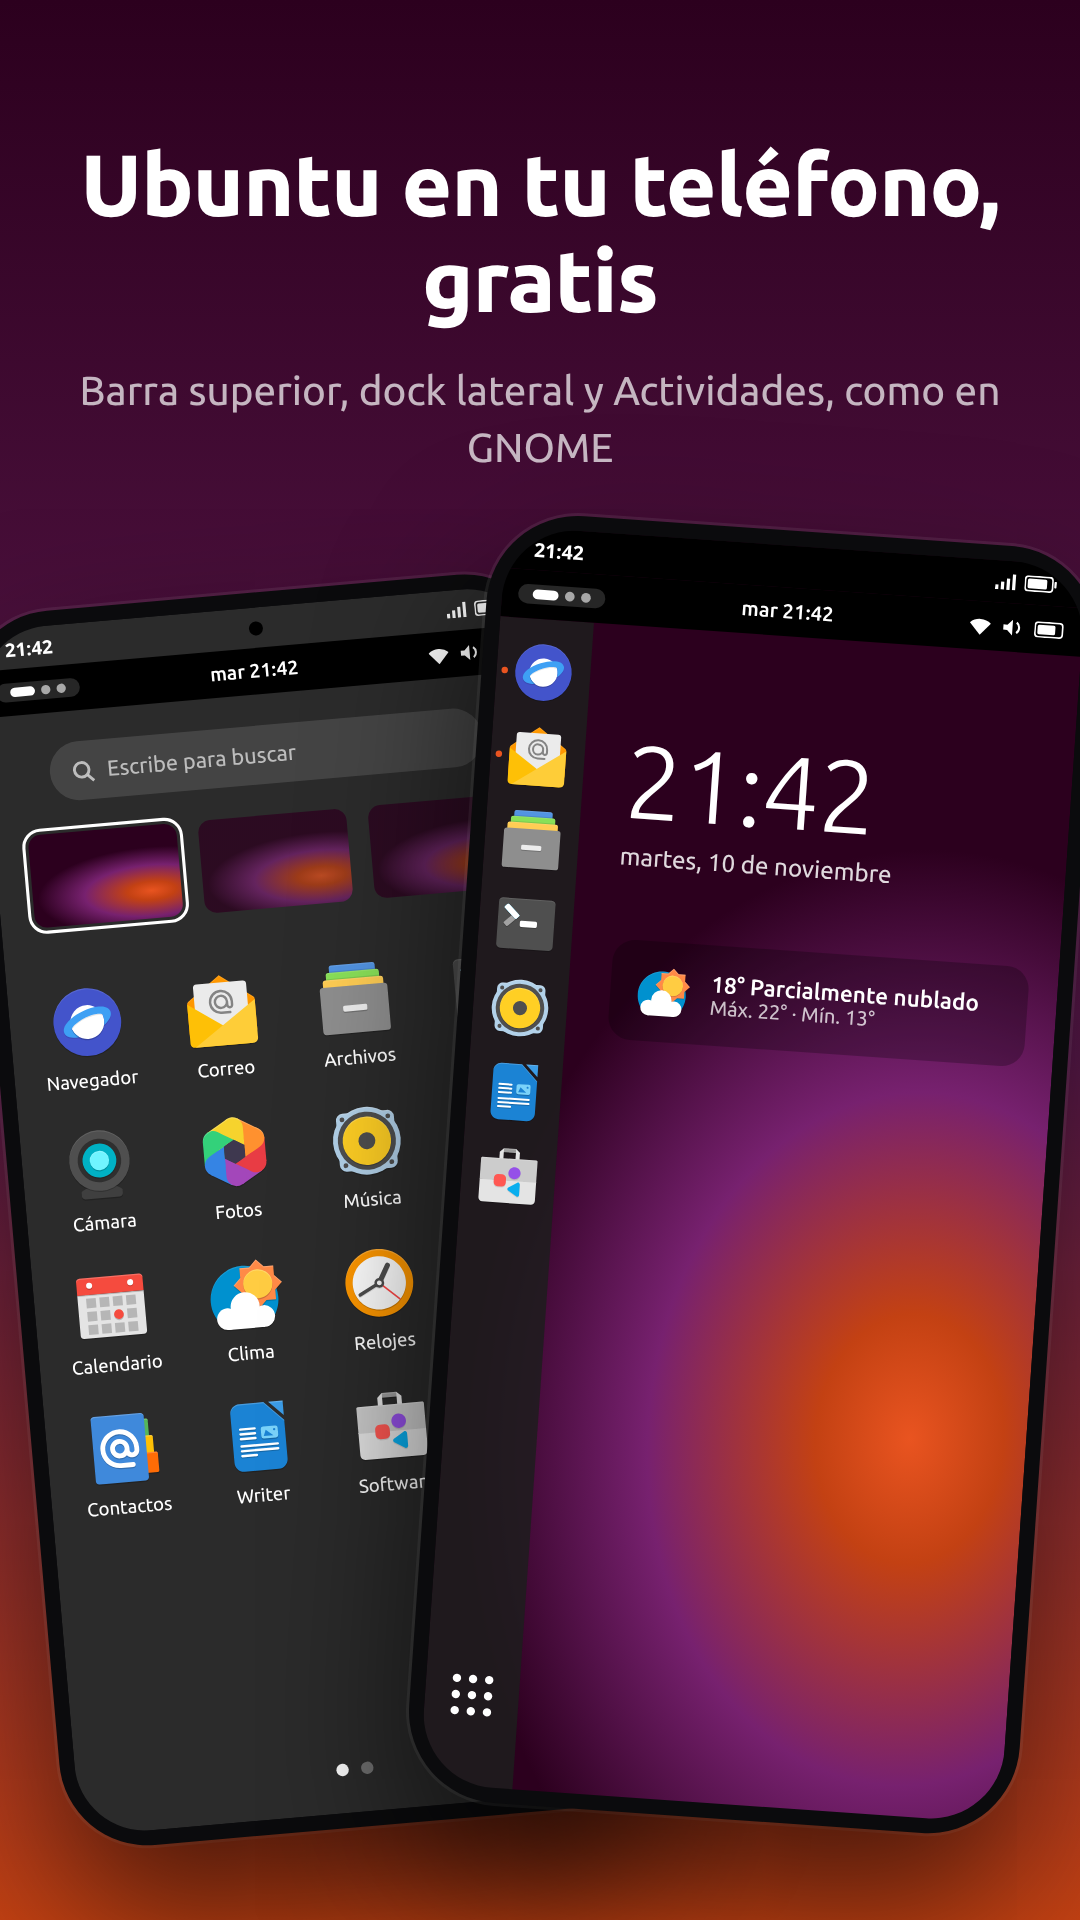 Ubuntu en tu teléfono,
gratis
Barra superior, dock lateral y Actividades, como en
GNOME
21:42
mar 21:42
Escribe para buscar
Navegador
Correo
Archivos
Cámara
Fotos
Música
Calendario
Clima
Relojes
Contactos
Writer
Softwar
21:42
mar 21:42
21:42
martes, 10 de noviembre
18° Parcialmente nublado
Máx. 22° · Mín. 13°